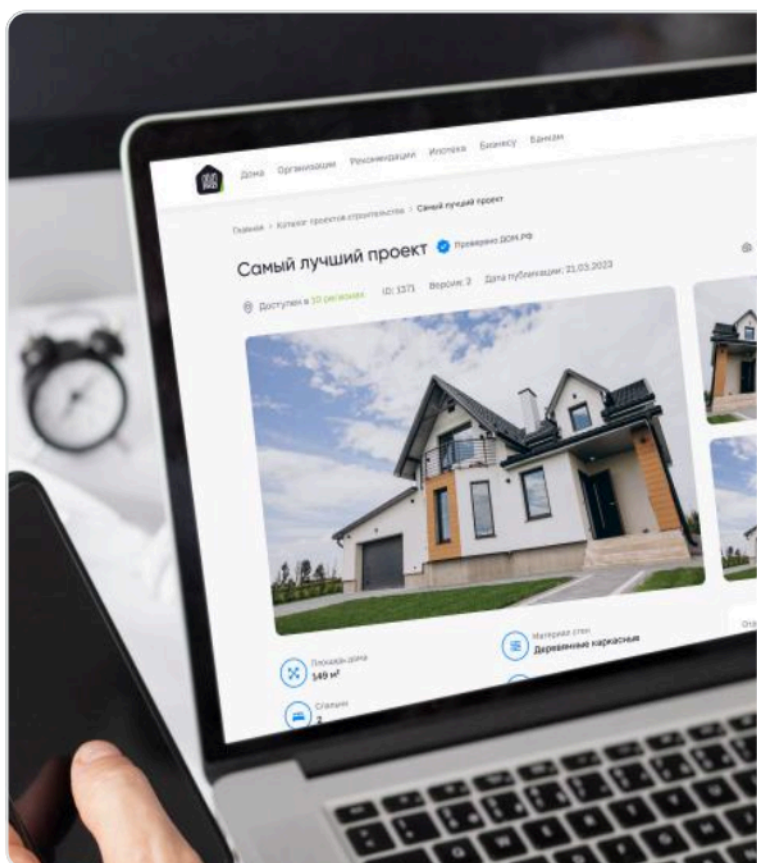 Дома Организации Рекомендации Ипотека Бизнесу Банкам
Главная > Каталог проектов строительства > Самый лучший проект
Самый лучший проект Проверено ДОМ.РФ
Доступен в 10 регионах ID: 1371 Версия: 2 Дата публикации: 21.03.2023
Площадь дома
149 м²
Материал стен
Деревянные каркасные
Спальни
2